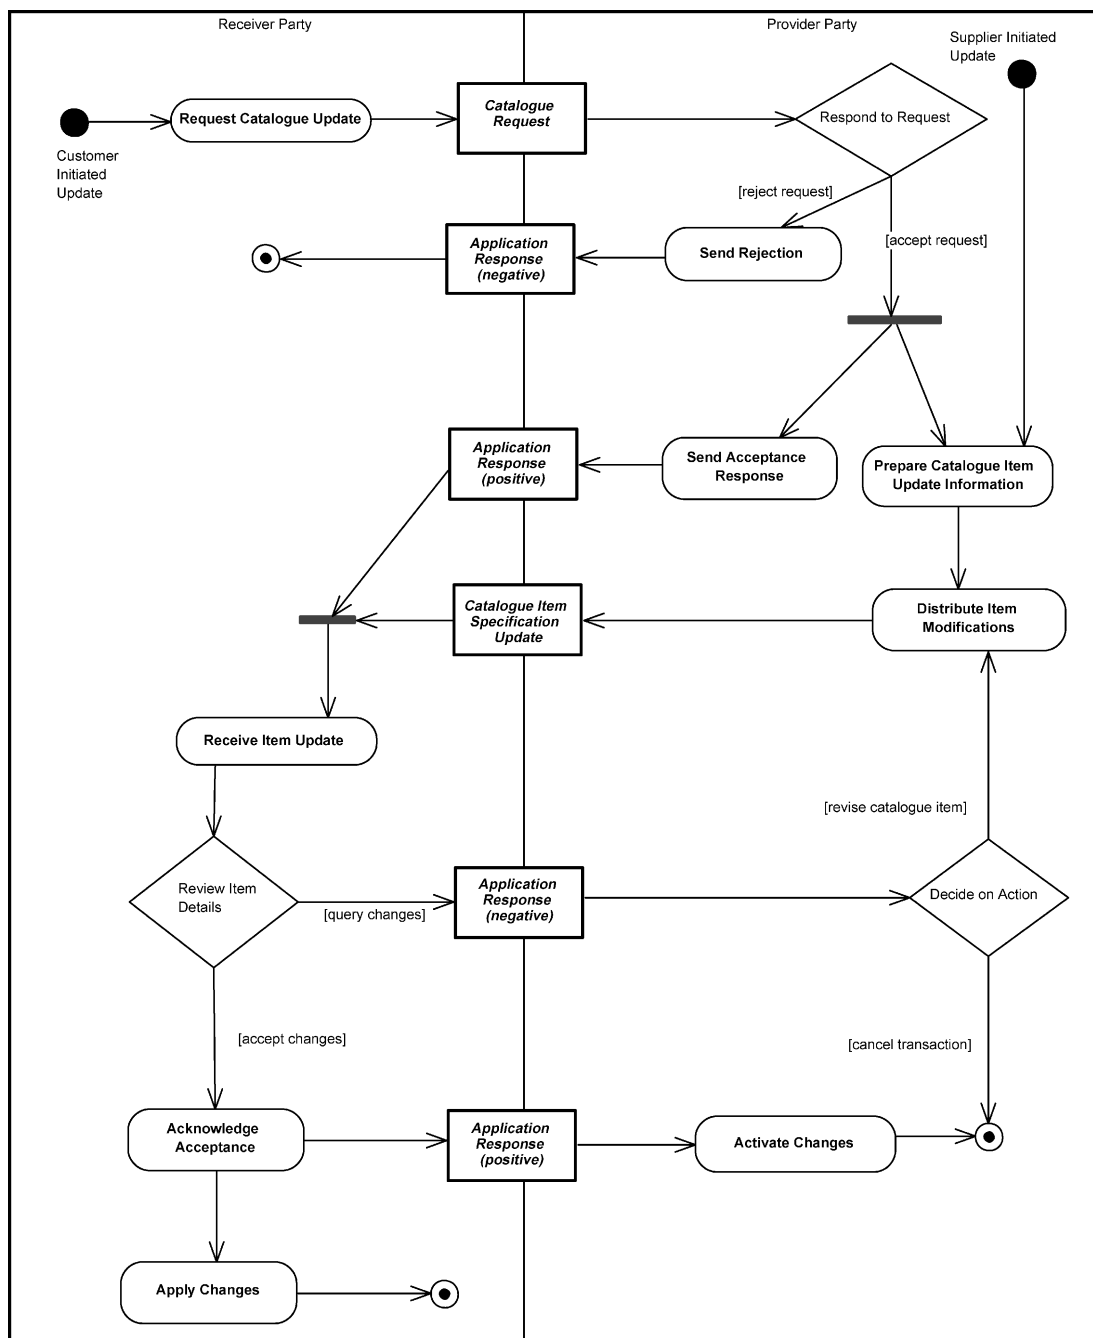 Receiver Party
Provider Party
Supplier Initiated
Update
Customer
Initiated
Update
Request Catalogue Update
Catalogue
Request
Respond to Request
[reject request]
[accept request]
Application
Response
(negative)
Send Rejection
Application
Response
(positive)
Send Acceptance
Response
Prepare Catalogue Item
Update Information
Catalogue Item
Specification
Update
Distribute Item
Modifications
Receive Item Update
[revise catalogue item]
Review Item
Details
[query changes]
Application
Response
(negative)
Decide on Action
[accept changes]
[cancel transaction]
Acknowledge
Acceptance
Application
Response
(positive)
Activate Changes
Apply Changes